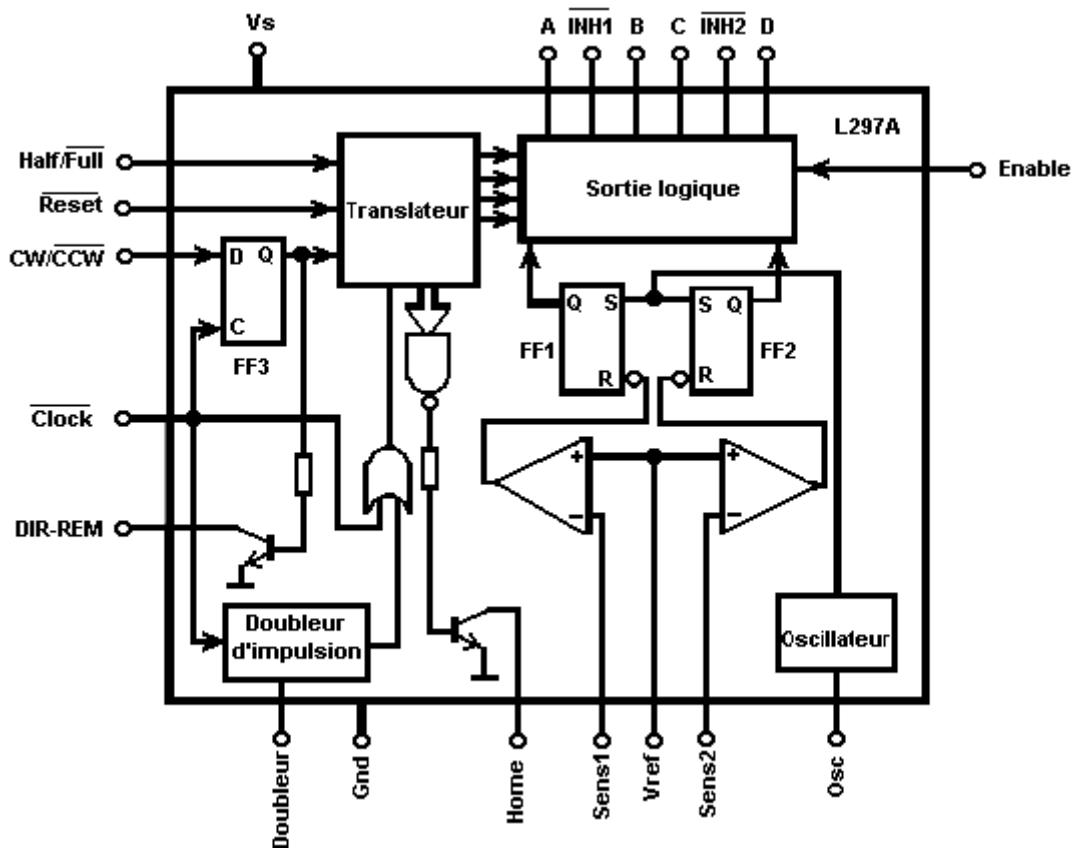 Vs
A
INH1
B
C
INH2
D
L297A
Half/Full
Reset
CW/CCW
Translateur
Sortie logique
Enable
D Q
C
FF3
Q S
R
FF1
S Q
R
FF2
Clock
+
−
+
−
DIR-REM
Doubleur
d'impulsion
Oscillateur
Doubleur
Gnd
Home
Sens1
Vref
Sens2
Osc